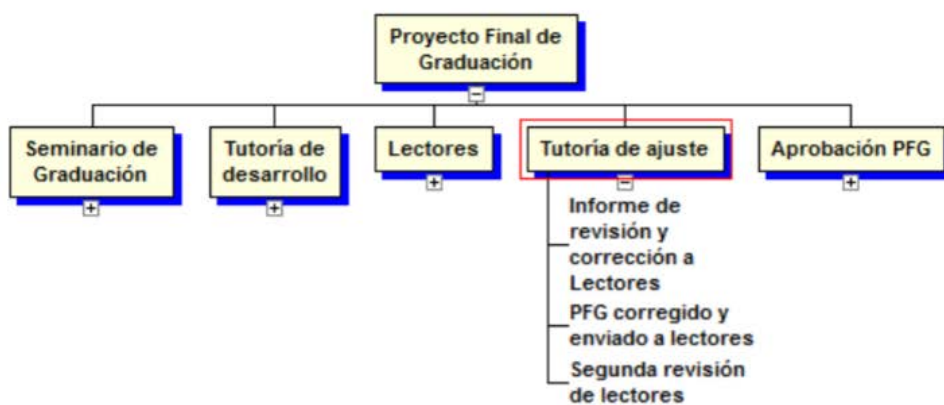 Proyecto Final de
Graduación
Seminario de
Graduación
Tutoría de
desarrollo
Lectores
Tutoría de ajuste
Aprobación PFG
Informe de
revisión y
corrección a
Lectores
PFG corregido y
enviado a lectores
Segunda revisión
de lectores